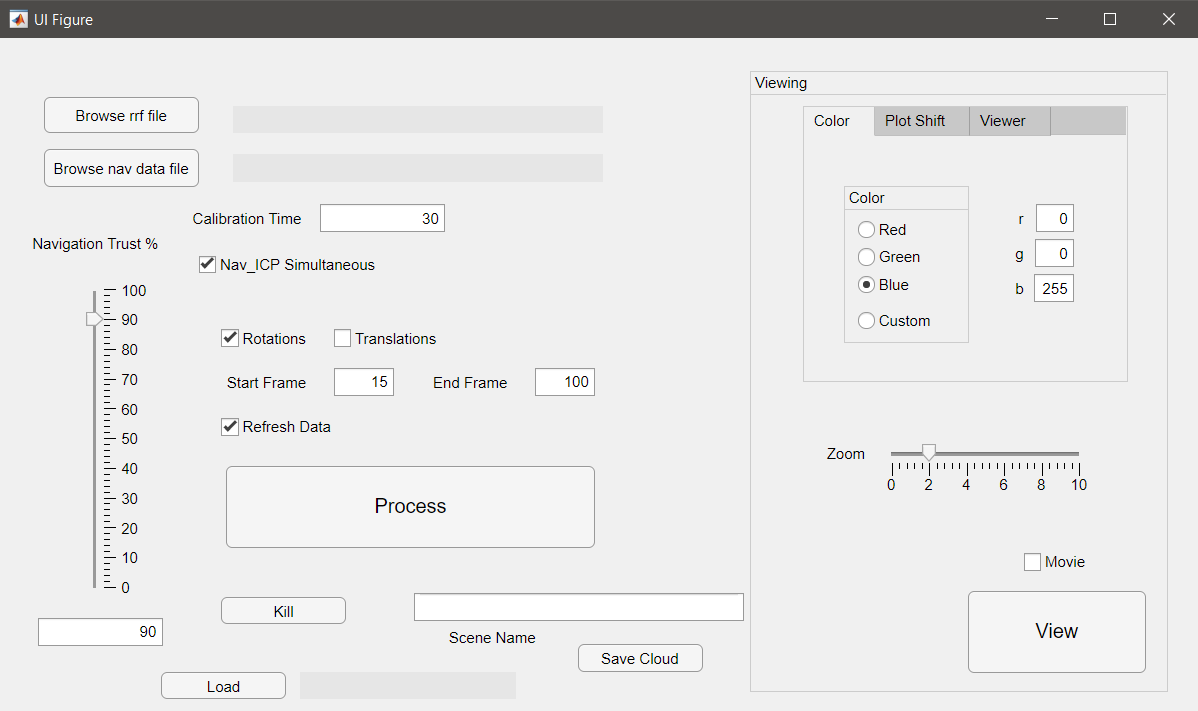 UI Figure
Browse rrf file
Browse nav data file
Calibration Time 30
Navigation Trust %
Nav_ICP Simultaneous
100
90
80
70
60
50
40
30
20
10
0
90
Rotations Translations
Start Frame 15 End Frame 100
Refresh Data
Process
Kill
Scene Name
Save Cloud
Load
Viewing
Color Plot Shift Viewer
Color
Red
Green
Blue
Custom
r 0
g 0
b 255
Zoom
0 2 4 6 8 10
Movie
View